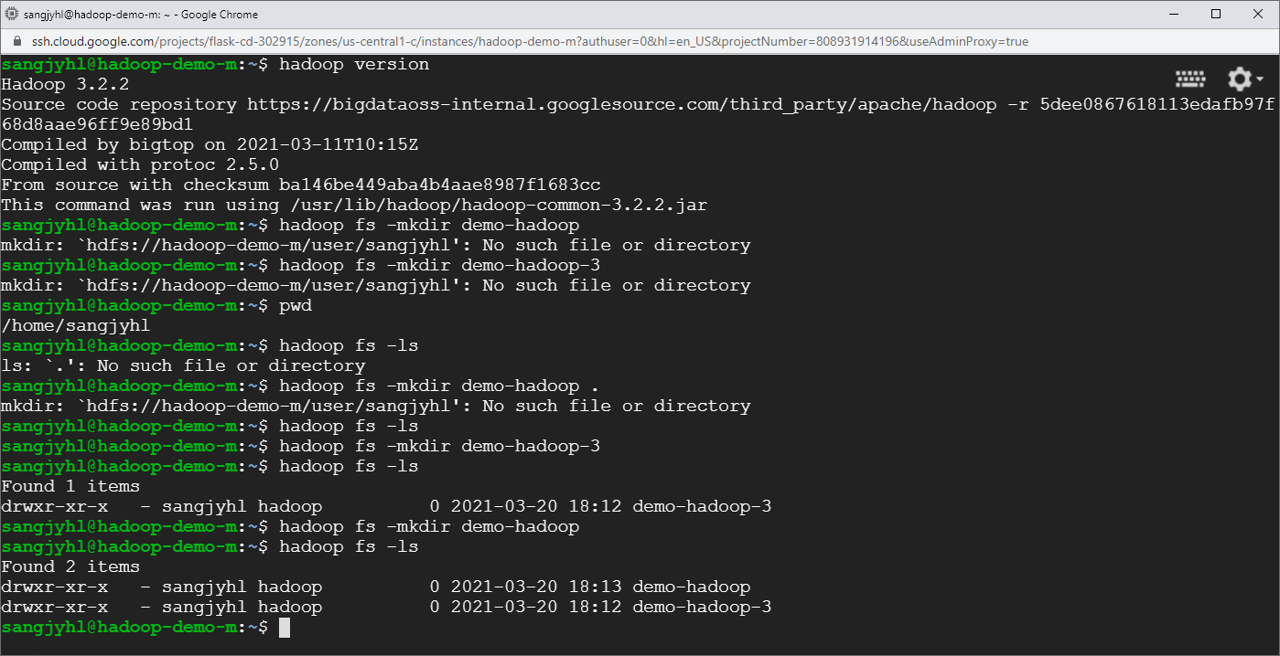 sangjyhl@hadoop-demo-m: ~ - Google Chrome
ssh.cloud.google.com/projects/flask-cd-302915/zones/us-central1-c/instances/hadoop-demo-m?authuser=0&hl=en_US&projectNumber=808931914196&useAdminProxy=true
sangjyhl@hadoop-demo-m:~$ hadoop version
Hadoop 3.2.2
Source code repository https://bigdataoss-internal.googlesource.com/third_party/apache/hadoop -r 5dee0867618113edafb97f
68d8aae96ff9e89bd1
Compiled by bigtop on 2021-03-11T10:15Z
Compiled with protoc 2.5.0
From source with checksum ba146be449aba4b4aae8987f1683cc
This command was run using /usr/lib/hadoop/hadoop-common-3.2.2.jar
sangjyhl@hadoop-demo-m:~$ hadoop fs -mkdir demo-hadoop
mkdir: `hdfs://hadoop-demo-m/user/sangjyhl': No such file or directory
sangjyhl@hadoop-demo-m:~$ hadoop fs -mkdir demo-hadoop-3
mkdir: `hdfs://hadoop-demo-m/user/sangjyhl': No such file or directory
sangjyhl@hadoop-demo-m:~$ pwd
/home/sangjyhl
sangjyhl@hadoop-demo-m:~$ hadoop fs -ls
ls: `.': No such file or directory
sangjyhl@hadoop-demo-m:~$ hadoop fs -mkdir demo-hadoop .
mkdir: `hdfs://hadoop-demo-m/user/sangjyhl': No such file or directory
sangjyhl@hadoop-demo-m:~$ hadoop fs -ls
sangjyhl@hadoop-demo-m:~$ hadoop fs -mkdir demo-hadoop-3
sangjyhl@hadoop-demo-m:~$ hadoop fs -ls
Found 1 items
drwxr-xr-x   - sangjyhl hadoop          0 2021-03-20 18:12 demo-hadoop-3
sangjyhl@hadoop-demo-m:~$ hadoop fs -mkdir demo-hadoop
sangjyhl@hadoop-demo-m:~$ hadoop fs -ls
Found 2 items
drwxr-xr-x   - sangjyhl hadoop          0 2021-03-20 18:13 demo-hadoop
drwxr-xr-x   - sangjyhl hadoop          0 2021-03-20 18:12 demo-hadoop-3
sangjyhl@hadoop-demo-m:~$